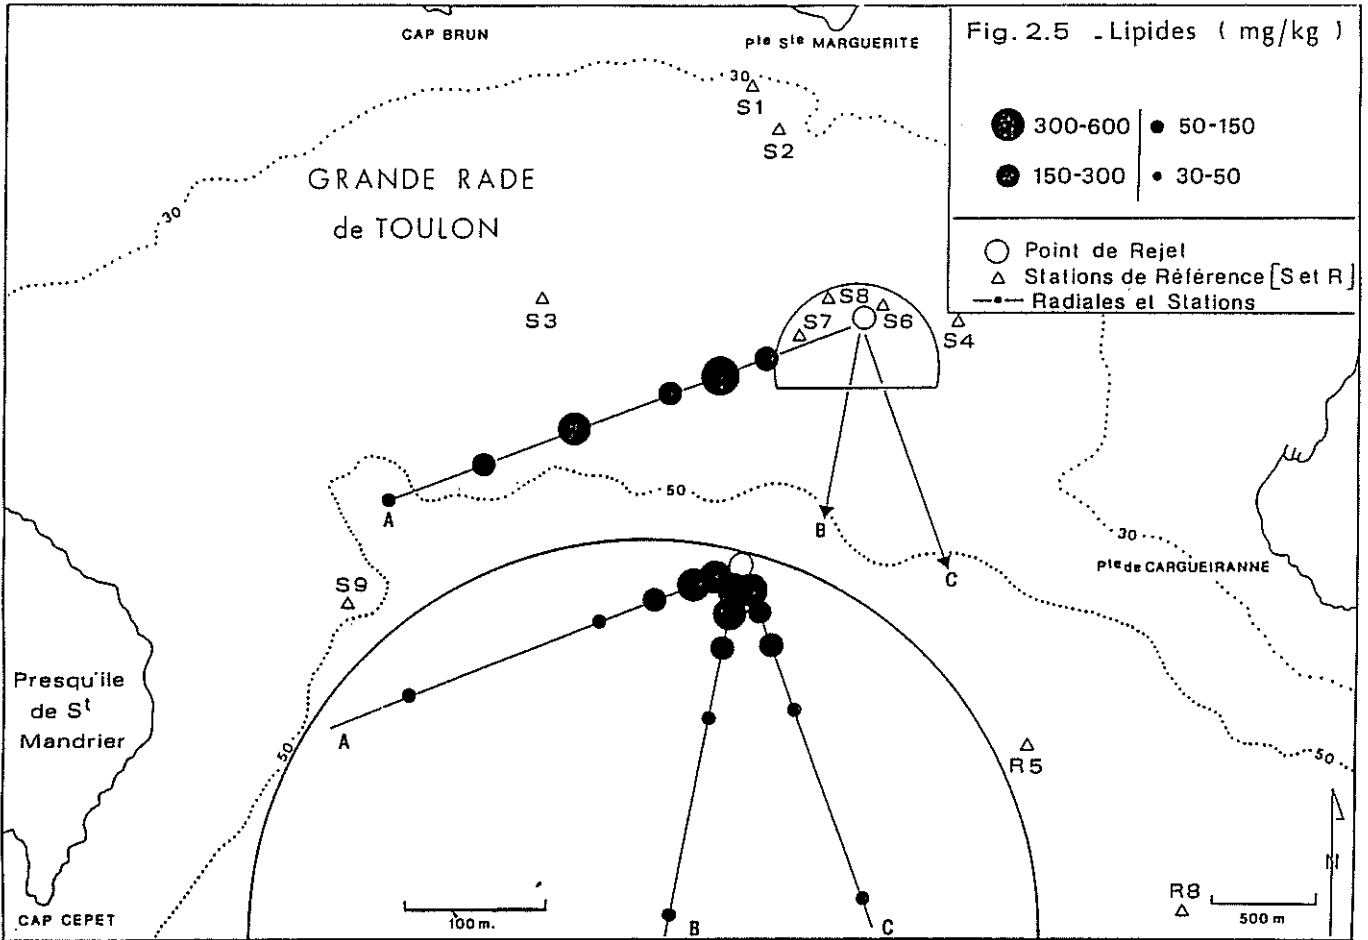 CAP BRUN
Pte Ste MARGUERITE
Fig. 2.5 - Lipides ( mg/kg )
300-600
50-150
150-300
30-50
Point de Rejet
Stations de Référence [S et R]
Radiales et Stations
30
S1
S2
GRANDE RADE
de TOULON
30
S3
S8
S7
S6
S4
50
A
B
C
30
Pte de CARGUEIRANNE
S9
Presqu'ile
de St
Mandrier
A
50
R5
50
N
R8
CAP CEPET
100 m.
B
C
500 m